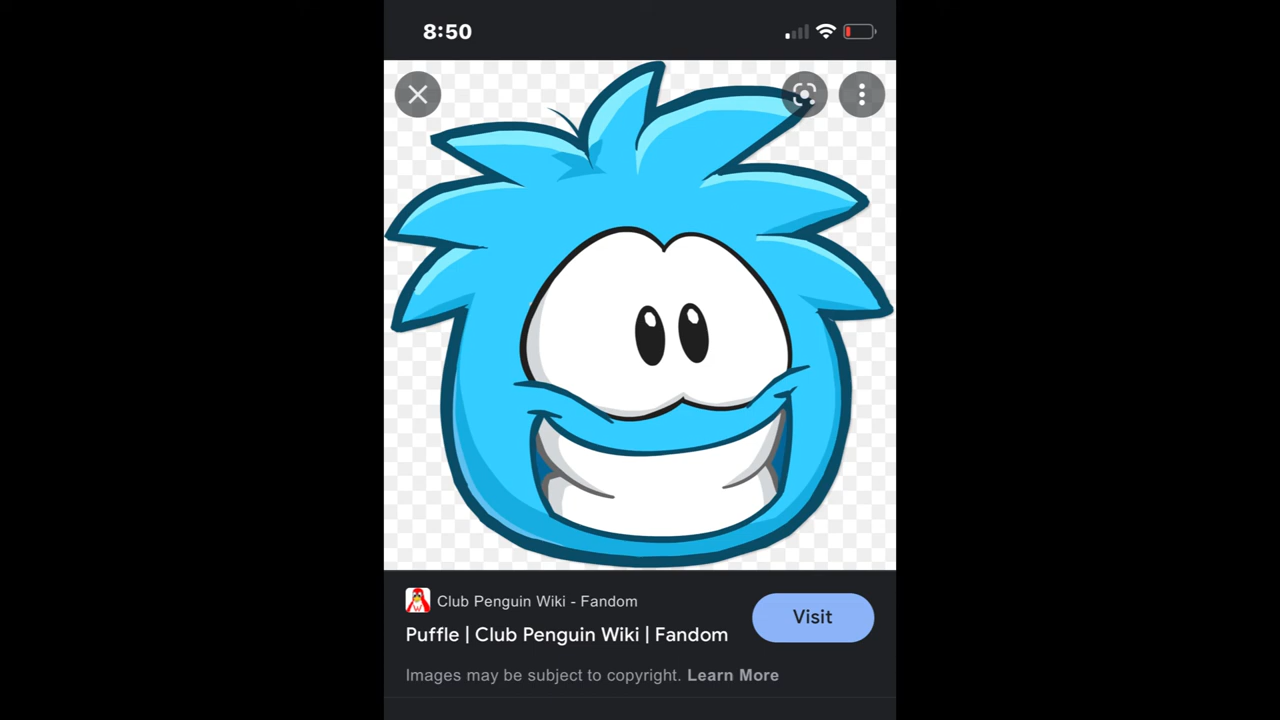 8:50
Club Penguin Wiki - Fandom
Puffle | Club Penguin Wiki | Fandom
Visit
Images may be subject to copyright. Learn More